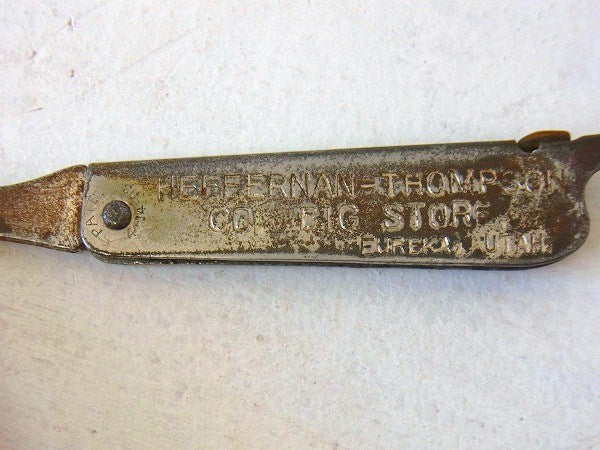 HEFFERNAN-THOMPSON
CO. BIG STORE
EUREKA, UTAH